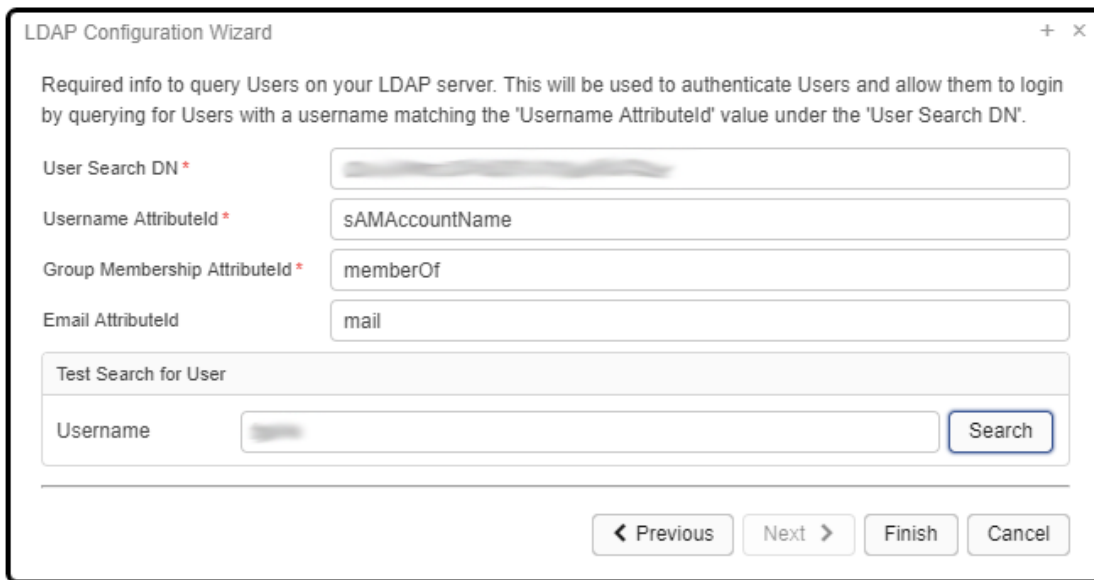 LDAP Configuration Wizard
Required info to query Users on your LDAP server. This will be used to authenticate Users and allow them to login
by querying for Users with a username matching the 'Username AttributeId' value under the 'User Search DN'.
User Search DN *
Username AttributeId * sAMAccountName
Group Membership AttributeId * memberOf
Email AttributeId mail
Test Search for User
Username Search
Previous Next Finish Cancel